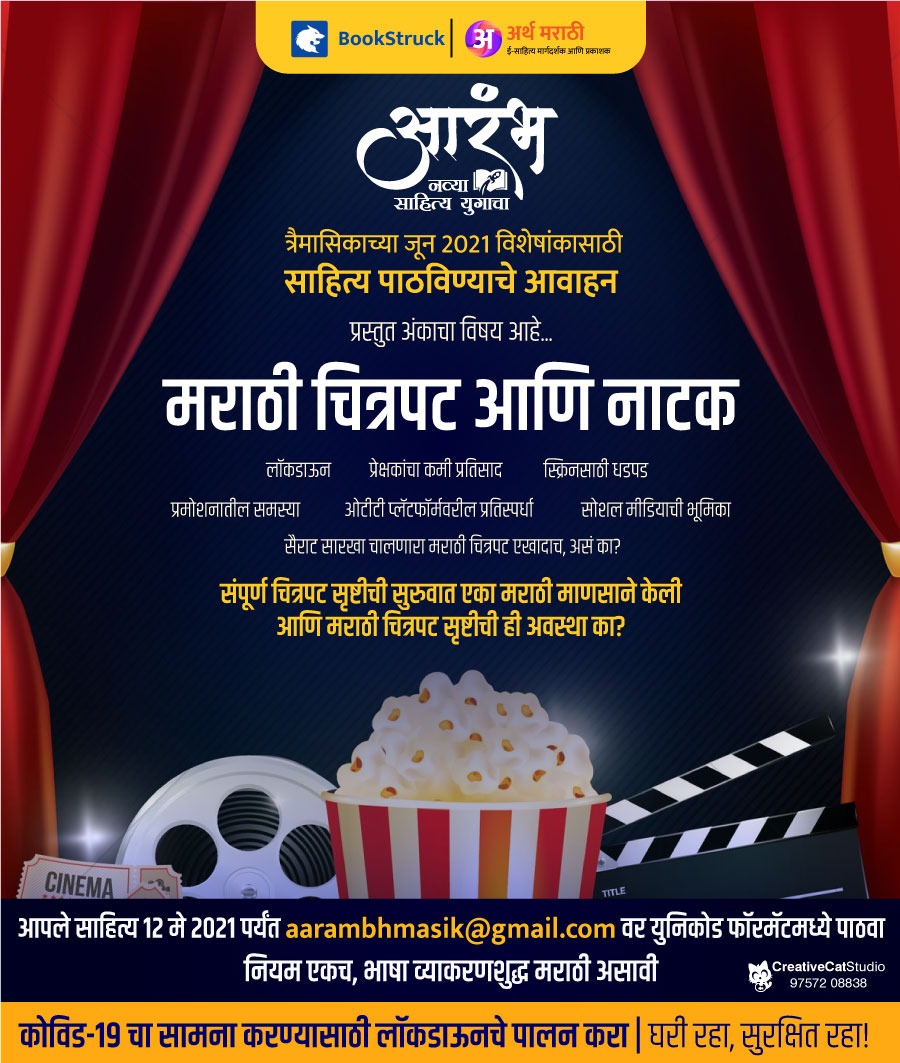 BookStruck | अ अर्थ मराठी
ई-साहित्य मार्गदर्शक आणि प्रकाशक
आरंभ
नव्या
साहित्य युगाचा
त्रैमासिकाच्या जून 2021 विशेषांकासाठी
साहित्य पाठविण्याचे आवाहन
प्रस्तुत अंकाचा विषय आहे...
मराठी चित्रपट आणि नाटक
लॉकडाऊन प्रेक्षकांचा कमी प्रतिसाद स्क्रिनसाठी धडपड
प्रमोशनातील समस्या ओटीटी प्लॅटफॉर्मवरील प्रतिस्पर्धा सोशल मीडियाची भूमिका
सैराट सारखा चालणारा मराठी चित्रपट एखादाच, असं का?
संपूर्ण चित्रपट सृष्टीची सुरुवात एका मराठी माणसाने केली
आणि मराठी चित्रपट सृष्टीची ही अवस्था का?
CINEMA
TITLE
आपले साहित्य 12 मे 2021 पर्यंत aarambhmasik@gmail.com वर युनिकोड फॉरमॅटमध्ये पाठवा
नियम एकच, भाषा व्याकरणशुद्ध मराठी असावी
CreativeCatStudio
97572 08838
कोविड-19 चा सामना करण्यासाठी लॉकडाऊनचे पालन करा | घरी रहा, सुरक्षित रहा!